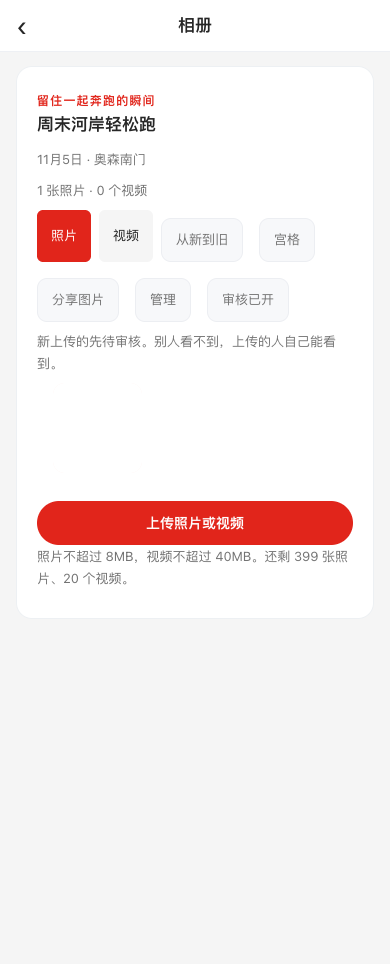 相册
留住一起奔跑的瞬间
周末河岸轻松跑
11月5日 · 奥森南门
1 张照片 · 0 个视频
照片 视频 从新到旧 宫格
分享图片 管理 审核已开
新上传的先待审核。别人看不到，上传的人自己能看
到。
上传照片或视频
照片不超过 8MB，视频不超过 40MB。还剩 399 张照
片、20 个视频。